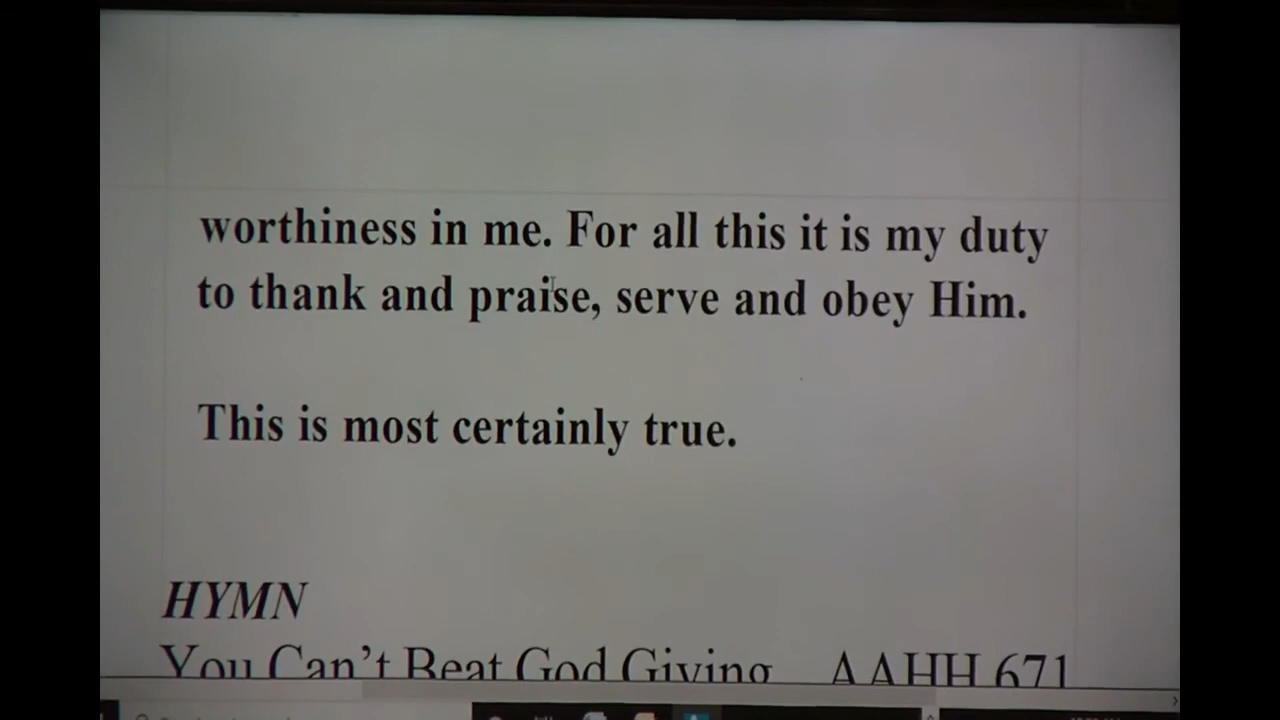 worthiness in me. For all this it is my duty
to thank and praise, serve and obey Him.
This is most certainly true.
HYMN
You Can’t Beat God Giving AAHH 671